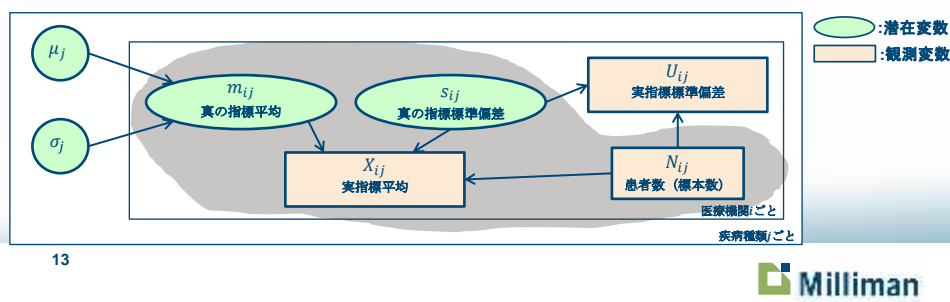 :潜在変数
:観測変数
μj
mij
真の指標平均
sij
真の指標標準偏差
Uij
実指標標準偏差
σj
Xij
実指標平均
Nij
患者数（標本数）
医療機関iごと
疾病種類jごと
13
Milliman